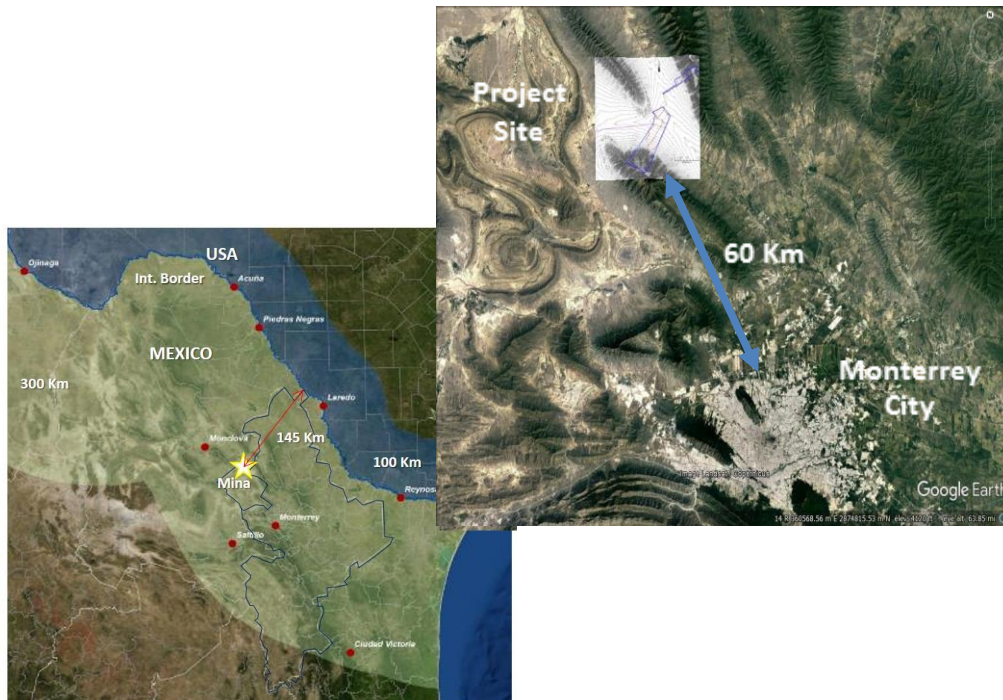 Project
Site
60 Km
Monterrey
City
Google Earth
USA
Ojinaga
Int. Border
Acuña
Piedras Negras
MEXICO
300 Km
Laredo
145 Km
Monclova
100 Km
Mina
Reynos
Monterrey
Saltillo
Ciudad Victoria